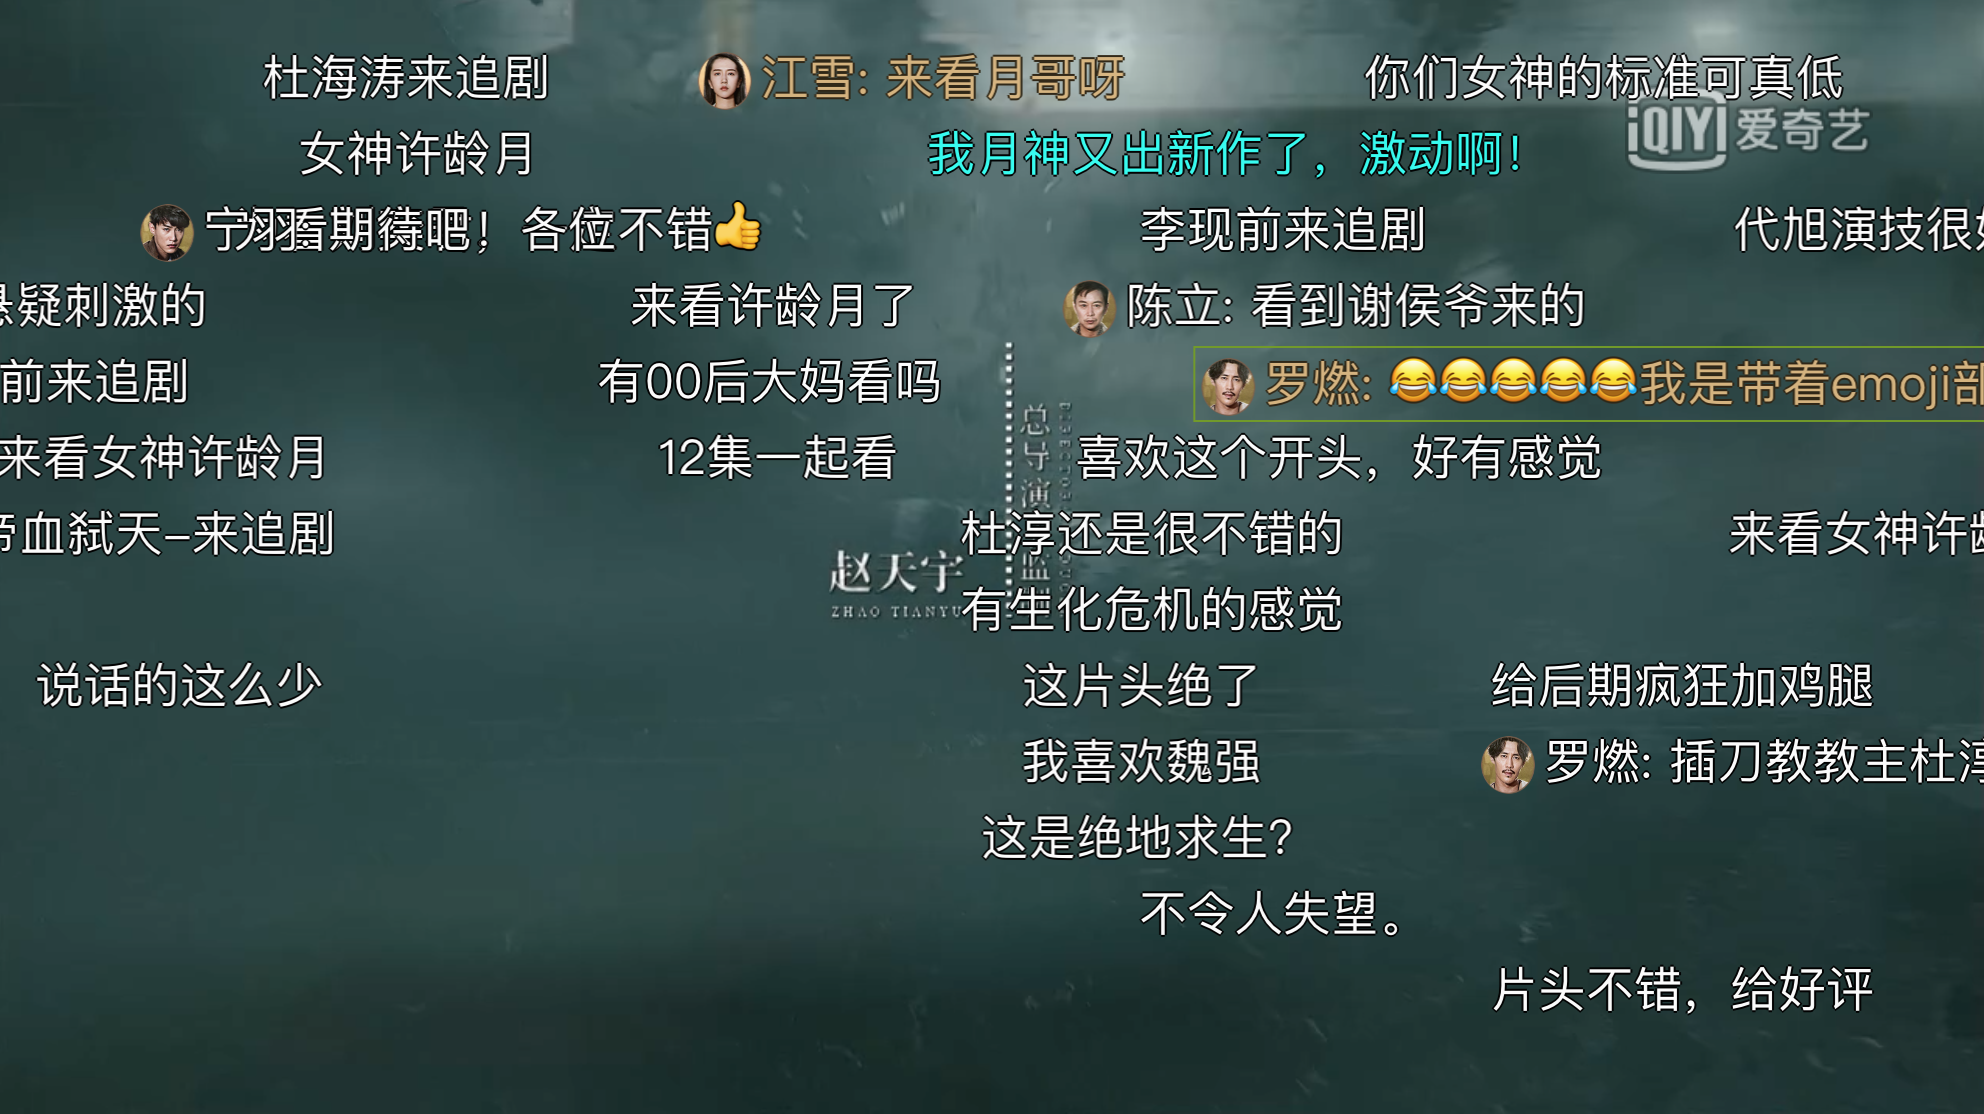 杜海涛来追剧
江雪: 来看月哥呀
你们女神的标准可真低
iQIYI 爱奇艺
女神许龄月
我月神又出新作了，激动啊！
各位不错👍
李现前来追剧
代旭演技很
疑刺激的
来看许龄月了
陈立: 看到谢侯爷来的
前来追剧
有00后大妈看吗
罗燃: 😂😂😂😂😂我是带着emoji部
来看女神许龄月
12集一起看
喜欢这个开头，好有感觉
血弑天-来追剧
杜淳还是很不错的
来看女神许
总导演监
赵天宇
ZHAO TIANYU
有生化危机的感觉
说话的这么少
这片头绝了
给后期疯狂加鸡腿
我喜欢魏强
罗燃: 插刀教教主杜
这是绝地求生?
不令人失望。
片头不错，给好评